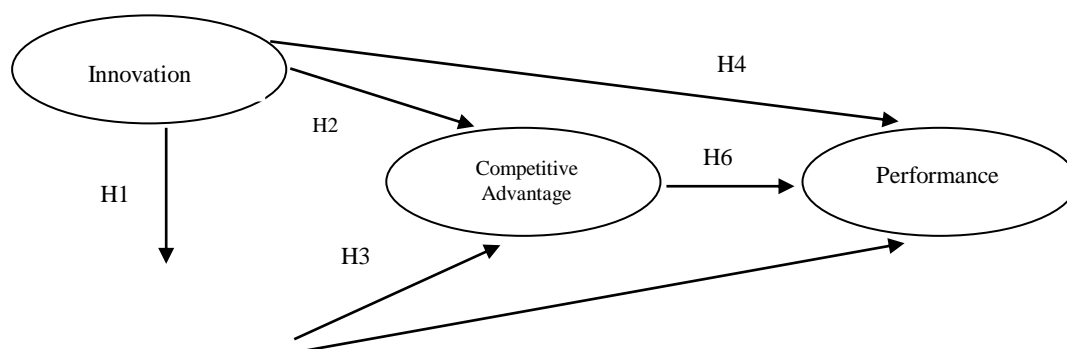 H4
Innovation
H2
Competitive
Advantage
H6
Performance
H1
H3